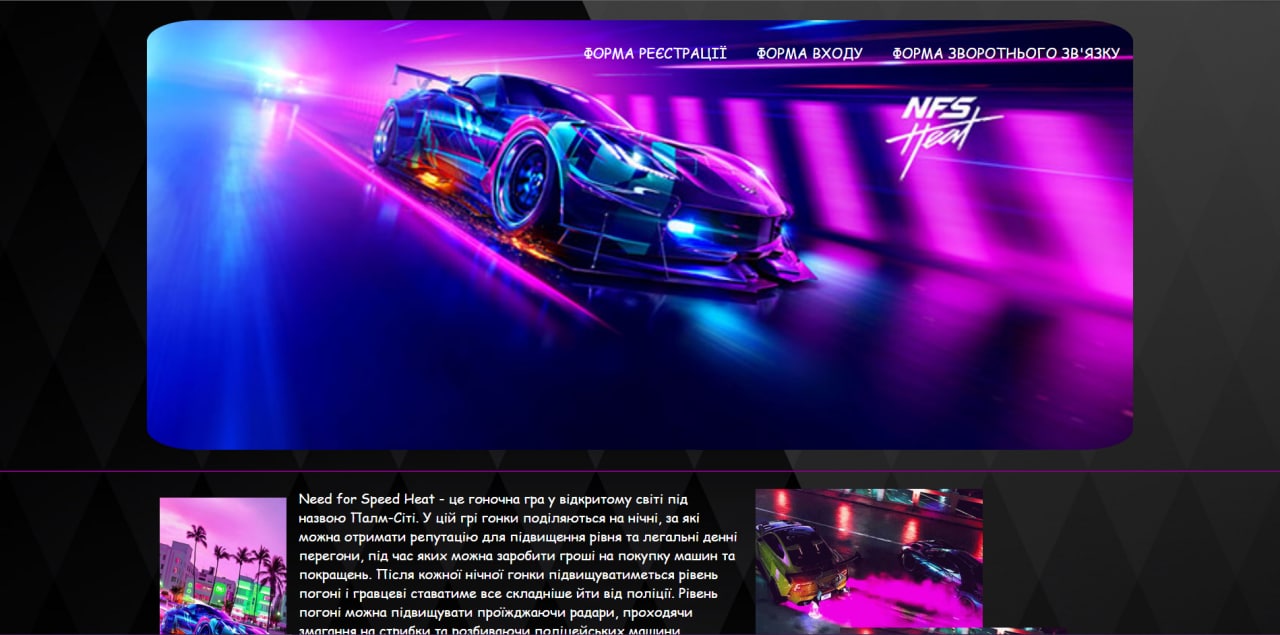 ФОРМА РЕЄСТРАЦІЇ ФОРМА ВХОДУ ФОРМА ЗВОРОТНЬОГО ЗВ'ЯЗКУ
NFS
Heat
Need for Speed Heat - це гоночна гра у відкритому світі під
назвою Палм-Сіті. У цій грі гонки поділяються на нічні, за які
можна отримати репутацію для підвищення рівня та легальні денні
перегони, під час яких можна заробити гроші на покупку машин та
покращень. Після кожної нічної гонки підвищуватиметься рівень
погоні і гравцеві ставатиме все складніше йти від поліції. Рівень
погоні можна підвищувати проїжджаючи радари, проходячи
змагання на стрибки та розбиваючи поліцейських машини